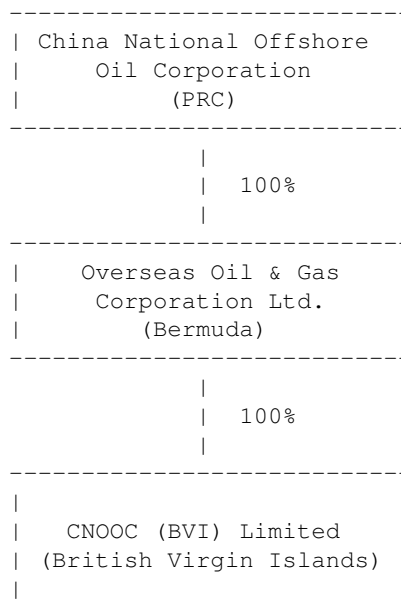 ---------------------------
| China National Offshore
|     Oil Corporation
|          (PRC)
---------------------------
             |
             |  100%
             |
---------------------------
|    Overseas Oil & Gas
|     Corporation Ltd.
|        (Bermuda)
---------------------------
             |
             |  100%
             |
---------------------------
|
|   CNOOC (BVI) Limited
| (British Virgin Islands)
|